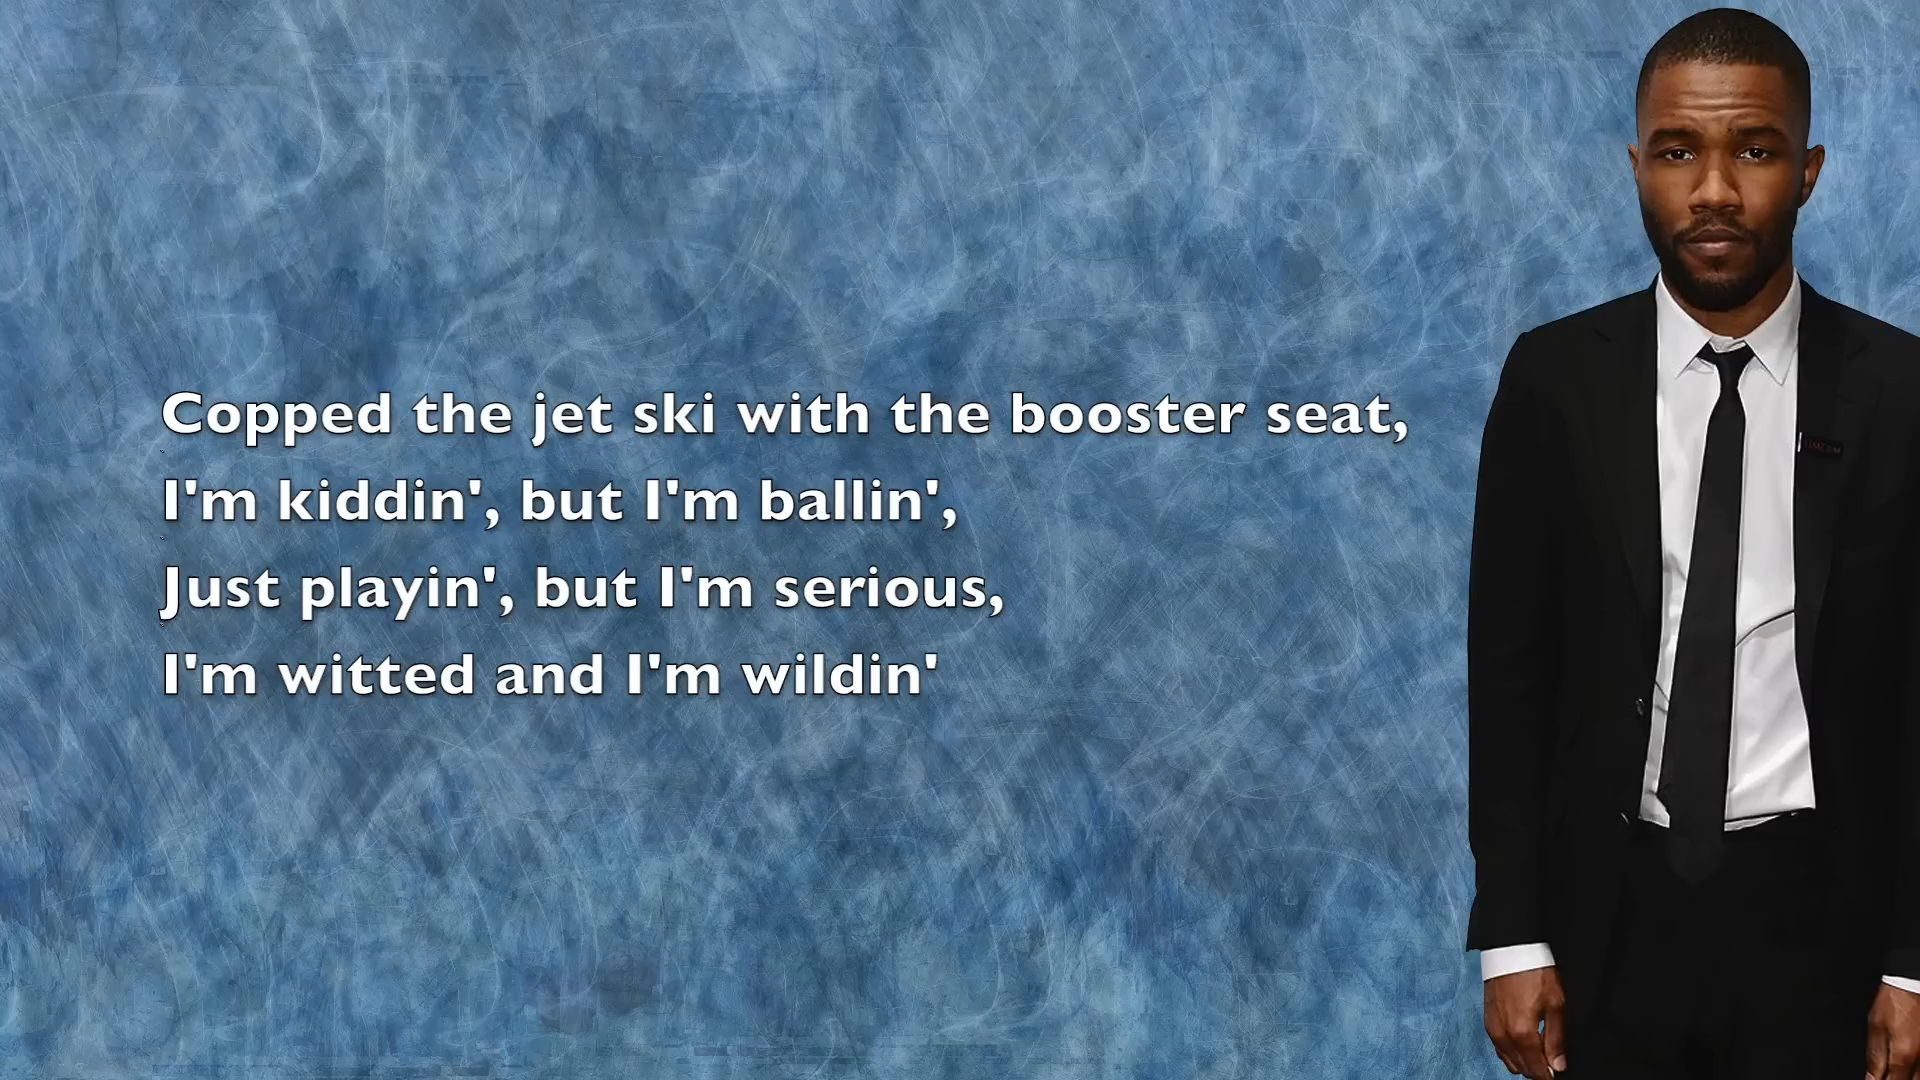 Copped the jet ski with the booster seat,
I'm kiddin', but I'm ballin',
Just playin', but I'm serious,
I'm witted and I'm wildin'